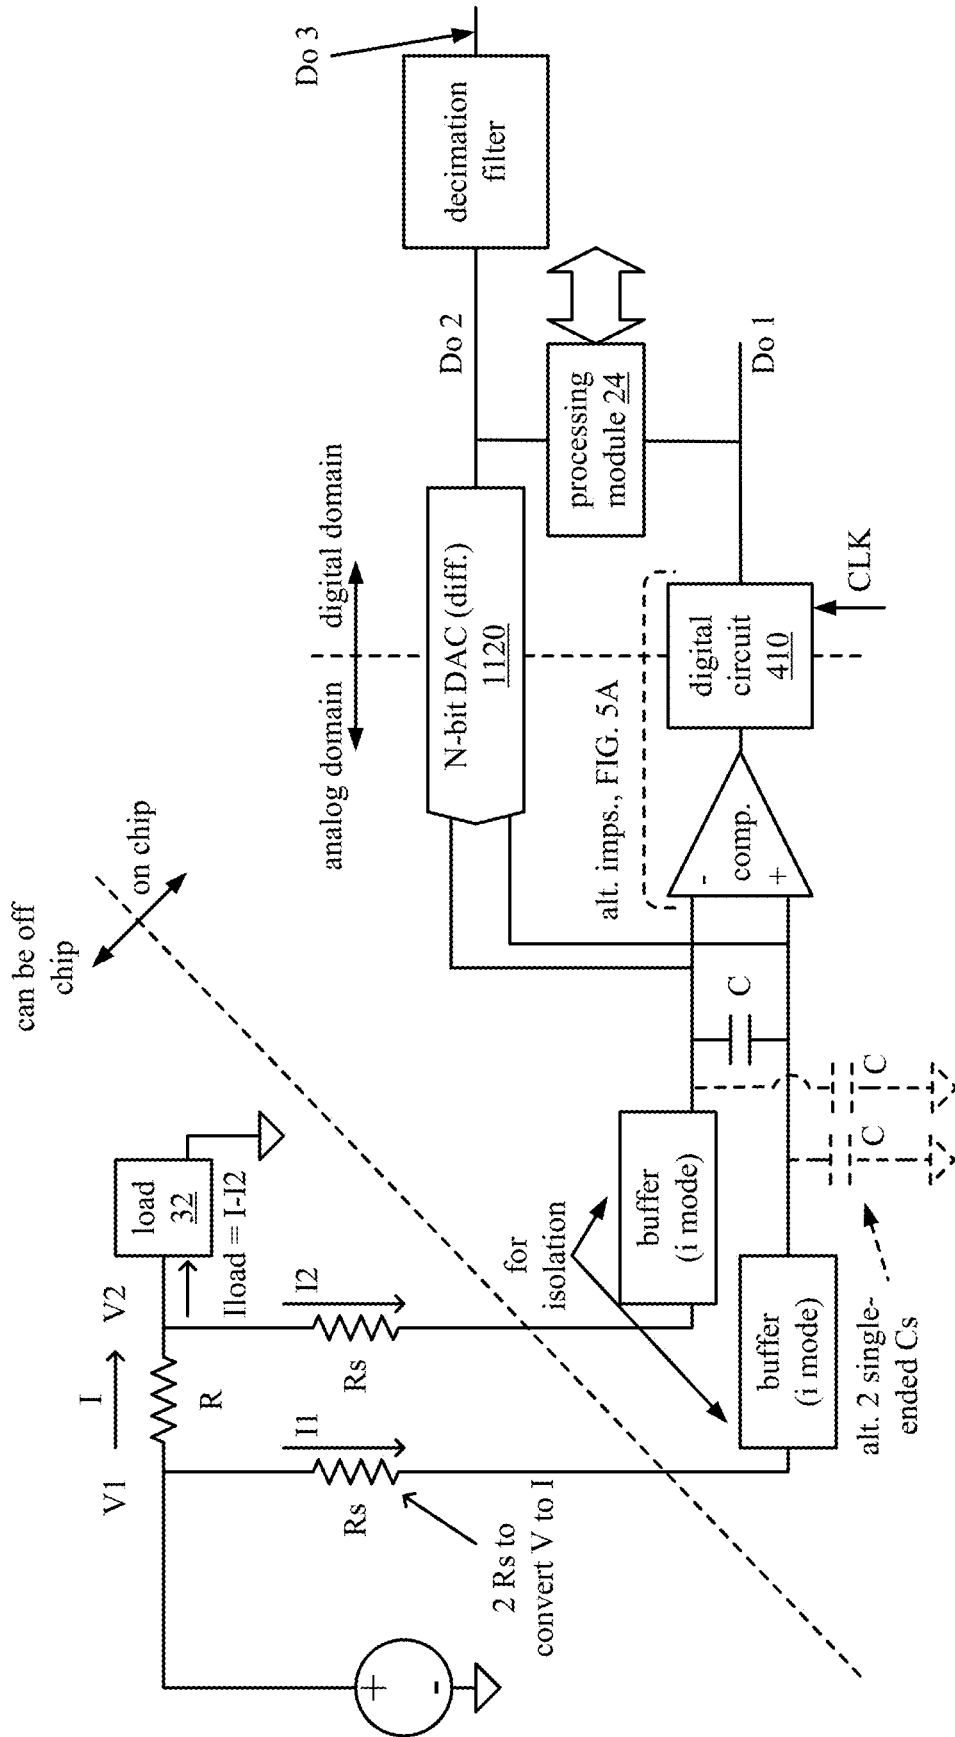 can be off
chip
on chip
V1
I
V2
R
load
32
Iload = I-I2
I1
I2
Rs
Rs
2 Rs to
convert V to I
+
-
for
isolation
buffer
(i mode)
buffer
(i mode)
alt. 2 single-
ended Cs
C
C
C
analog domain
digital domain
N-bit DAC (diff.)
1120
alt. imps., FIG. 5A
-
+
comp.
digital
circuit
410
CLK
processing
module 24
Do 1
Do 2
decimation
filter
Do 3